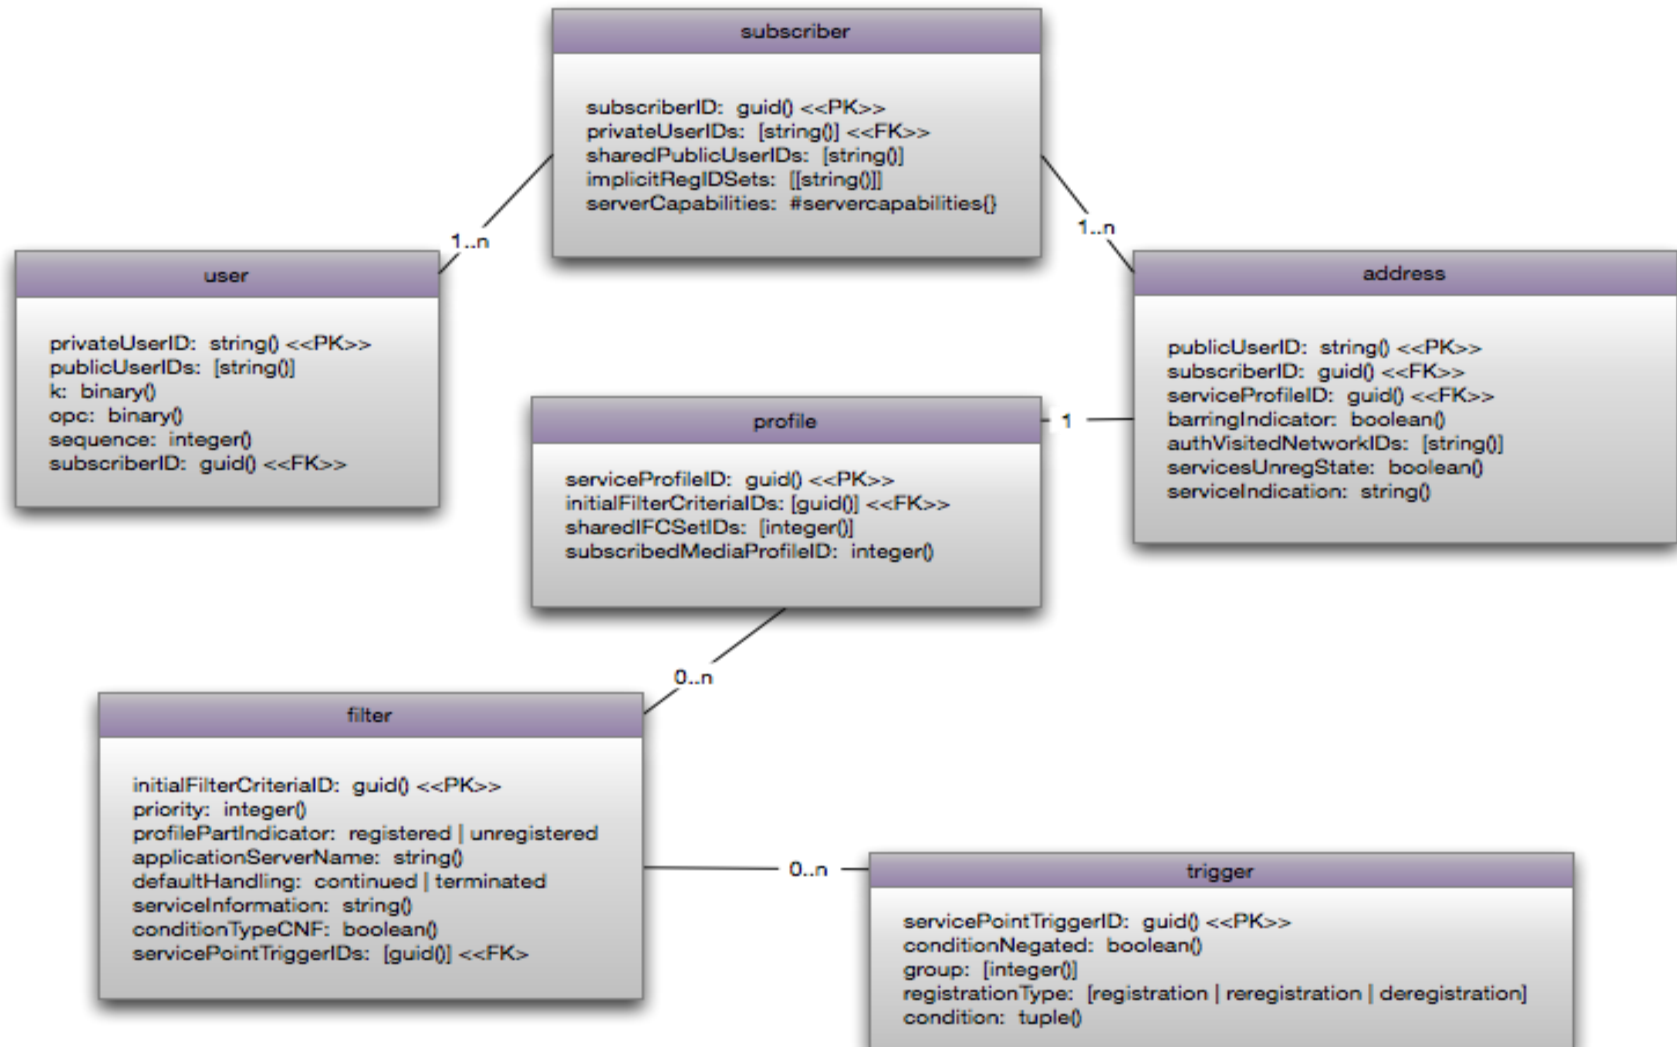 subscriber
subscriberID: guid() <<PK>>
privateUserIDs: [string()] <<FK>>
sharedPublicUserIDs: [string()]
implicitRegIDSets: [[string()]]
serverCapabilities: #servercapabilities{}
1..n
1..n
user
privateUserID: string() <<PK>>
publicUserIDs: [string()]
k: binary()
opc: binary()
sequence: integer()
subscriberID: guid() <<FK>>
address
publicUserID: string() <<PK>>
subscriberID: guid() <<FK>>
serviceProfileID: guid() <<FK>>
barringIndicator: boolean()
authVisitedNetworkIDs: [string()]
servicesUnregState: boolean()
serviceIndication: string()
profile
1
serviceProfileID: guid() <<PK>>
initialFilterCriteriaIDs: [guid()] <<FK>>
sharedIFCSetIDs: [integer()]
subscribedMediaProfileID: integer()
0..n
filter
initialFilterCriteriaID: guid() <<PK>>
priority: integer()
profilePartIndicator: registered | unregistered
applicationServerName: string()
defaultHandling: continued | terminated
serviceInformation: string()
conditionTypeCNF: boolean()
servicePointTriggerIDs: [guid()] <<FK>
0..n
trigger
servicePointTriggerID: guid() <<PK>>
conditionNegated: boolean()
group: [integer()]
registrationType: [registration | reregistration | deregistration]
condition: tuple()